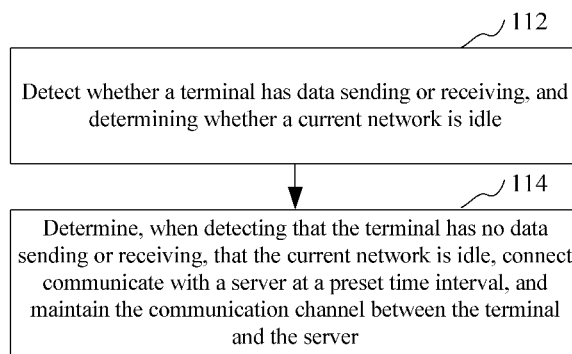 112
Detect whether a terminal has data sending or receiving, and
determining whether a current network is idle
114
Determine, when detecting that the terminal has no data
sending or receiving, that the current network is idle, connect
communicate with a server at a preset time interval, and
maintain the communication channel between the terminal
and the server